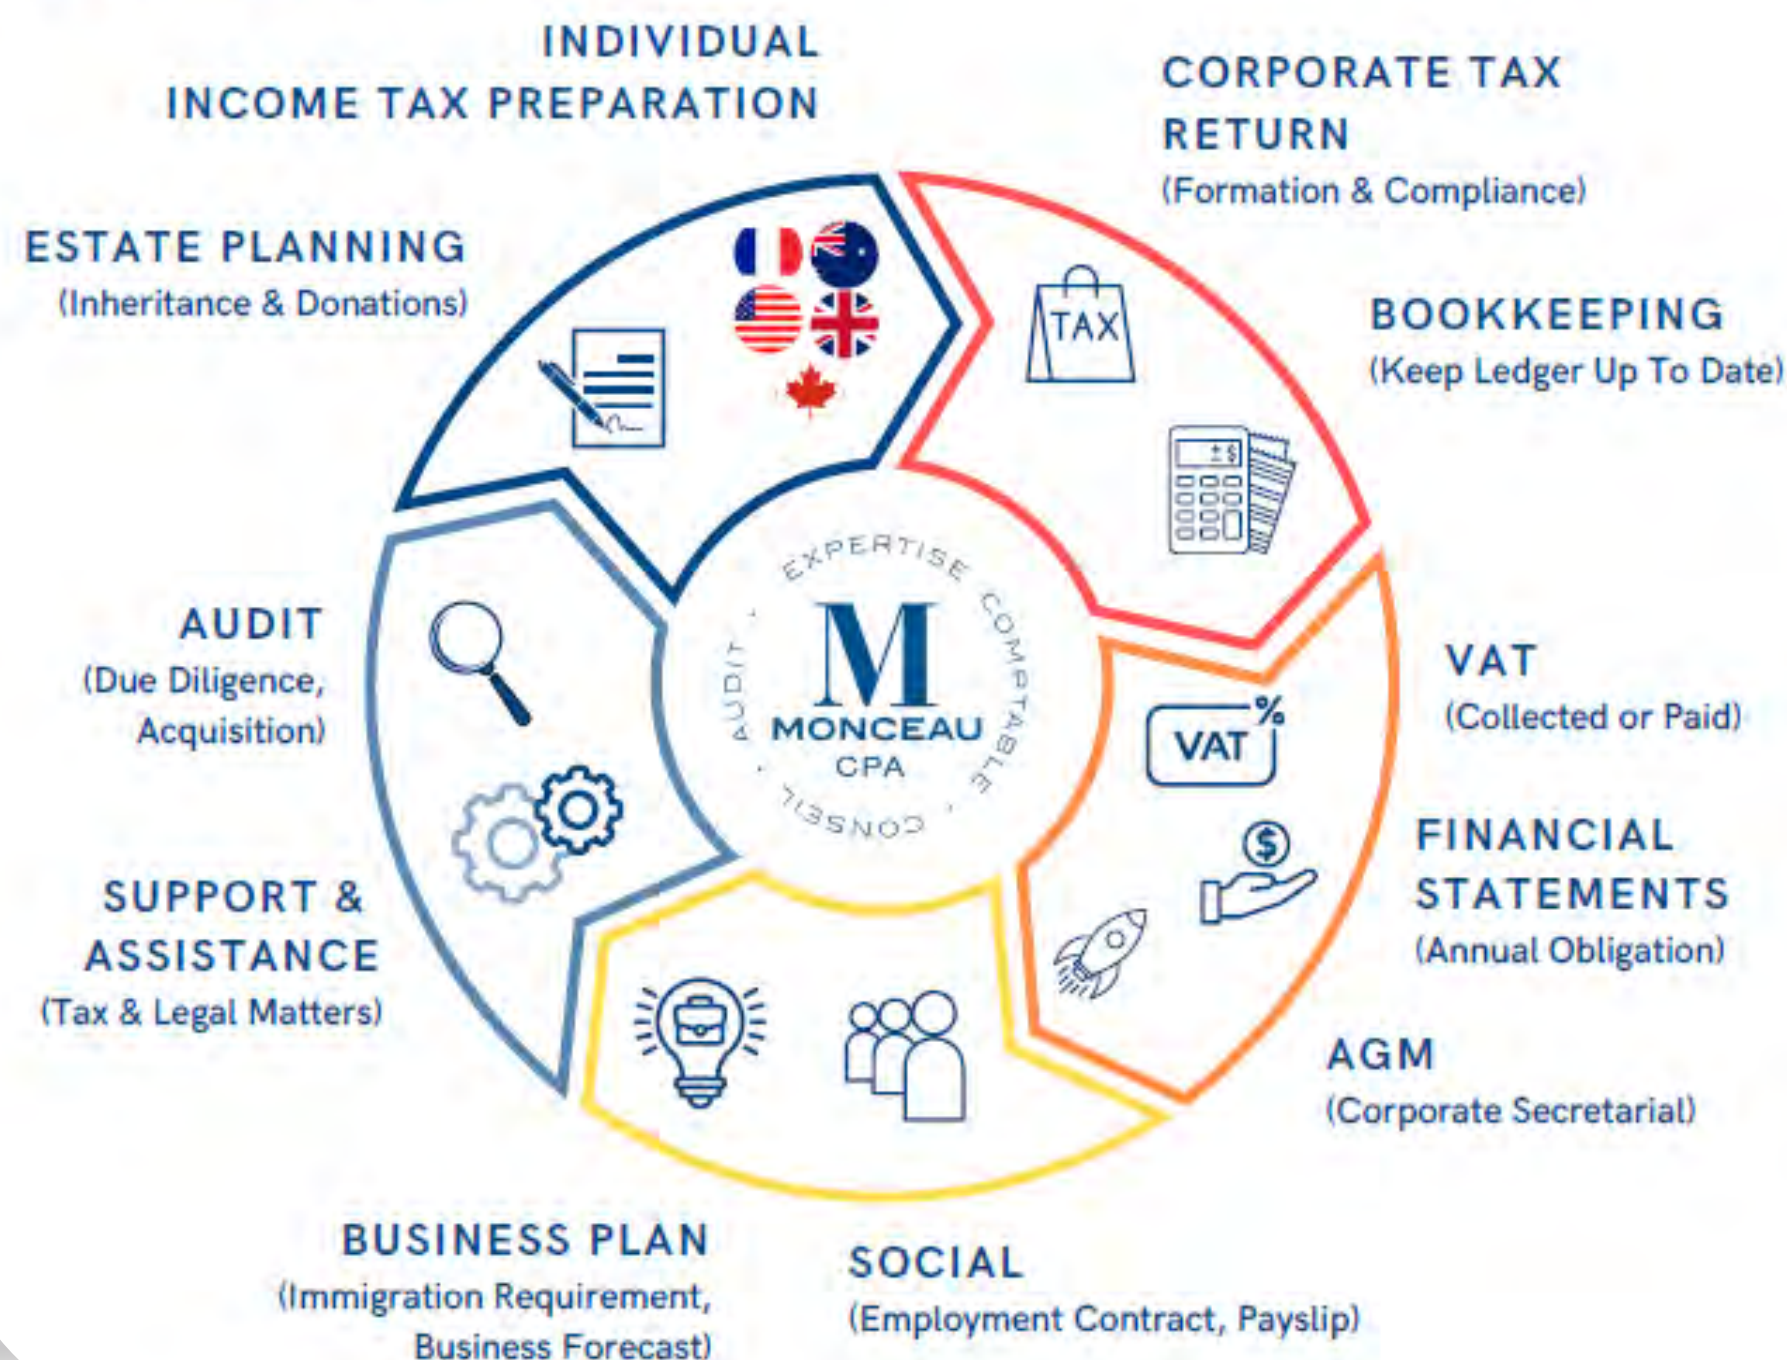 INDIVIDUAL
INCOME TAX PREPARATION
CORPORATE TAX
RETURN
(Formation & Compliance)
ESTATE PLANNING
(Inheritance & Donations)
BOOKKEEPING
(Keep Ledger Up To Date)
TAX
± $
EXPERTISE COMPTABLE · CONSEIL · AUDIT ·
M
MONCEAU
CPA
AUDIT
(Due Diligence,
Acquisition)
VAT
(Collected or Paid)
%
VAT
$
FINANCIAL
STATEMENTS
(Annual Obligation)
SUPPORT &
ASSISTANCE
(Tax & Legal Matters)
AGM
(Corporate Secretarial)
BUSINESS PLAN
(Immigration Requirement,
Business Forecast)
SOCIAL
(Employment Contract, Payslip)